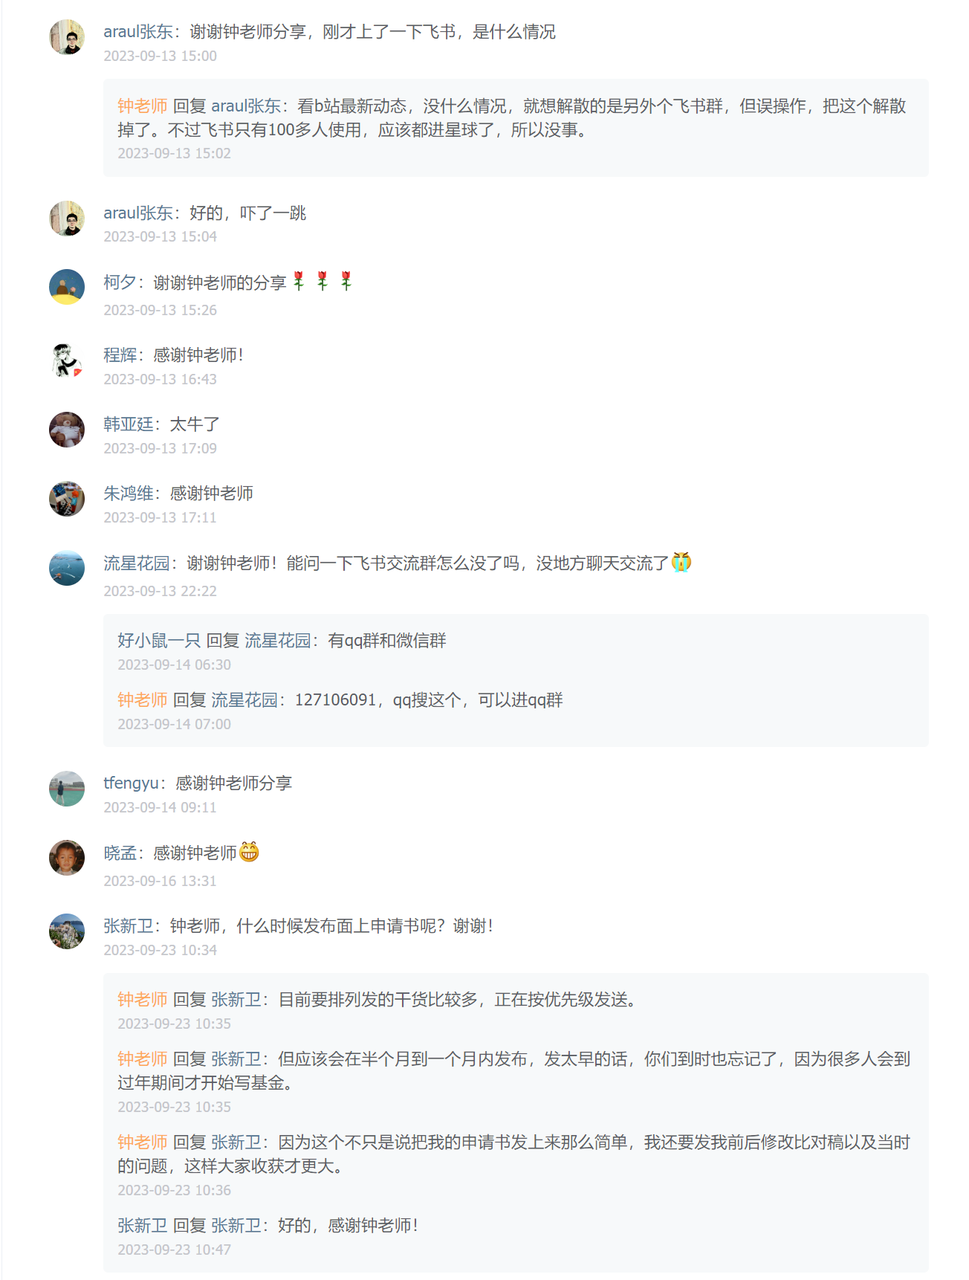 araul张东：谢谢钟老师分享，刚才上了一下飞书，是什么情况
2023-09-13 15:00
钟老师 回复 araul张东：看b站最新动态，没什么情况，就想解散的是另外个飞书群，但误操作，把这个解散
掉了。不过飞书只有100多人使用，应该都进星球了，所以没事。
2023-09-13 15:02
araul张东：好的，吓了一跳
2023-09-13 15:04
柯夕：谢谢钟老师的分享🌹🌹🌹
2023-09-13 15:26
程辉：感谢钟老师！
2023-09-13 16:43
韩亚廷：太牛了
2023-09-13 17:09
朱鸿维：感谢钟老师
2023-09-13 17:11
流星花园：谢谢钟老师！能问一下飞书交流群怎么没了吗，没地方聊天交流了😭
2023-09-13 22:22
好小鼠一只 回复 流星花园：有qq群和微信群
2023-09-14 06:30
钟老师 回复 流星花园：127106091，qq搜这个，可以进qq群
2023-09-14 07:00
tfengyu：感谢钟老师分享
2023-09-14 09:11
晓孟：感谢钟老师😁
2023-09-16 13:31
张新卫：钟老师，什么时候发布面上申请书呢？谢谢！
2023-09-23 10:34
钟老师 回复 张新卫：目前要排列发的干货比较多，正在按优先级发送。
2023-09-23 10:35
钟老师 回复 张新卫：但应该会在半个月到一个月内发布，发太早的话，你们到时也忘记了，因为很多人会到
过年期间才开始写基金。
2023-09-23 10:35
钟老师 回复 张新卫：因为这个不只是说把我的申请书发上来那么简单，我还要发我前后修改比对稿以及当时
的问题，这样大家收获才更大。
2023-09-23 10:36
张新卫 回复 张新卫：好的，感谢钟老师！
2023-09-23 10:47